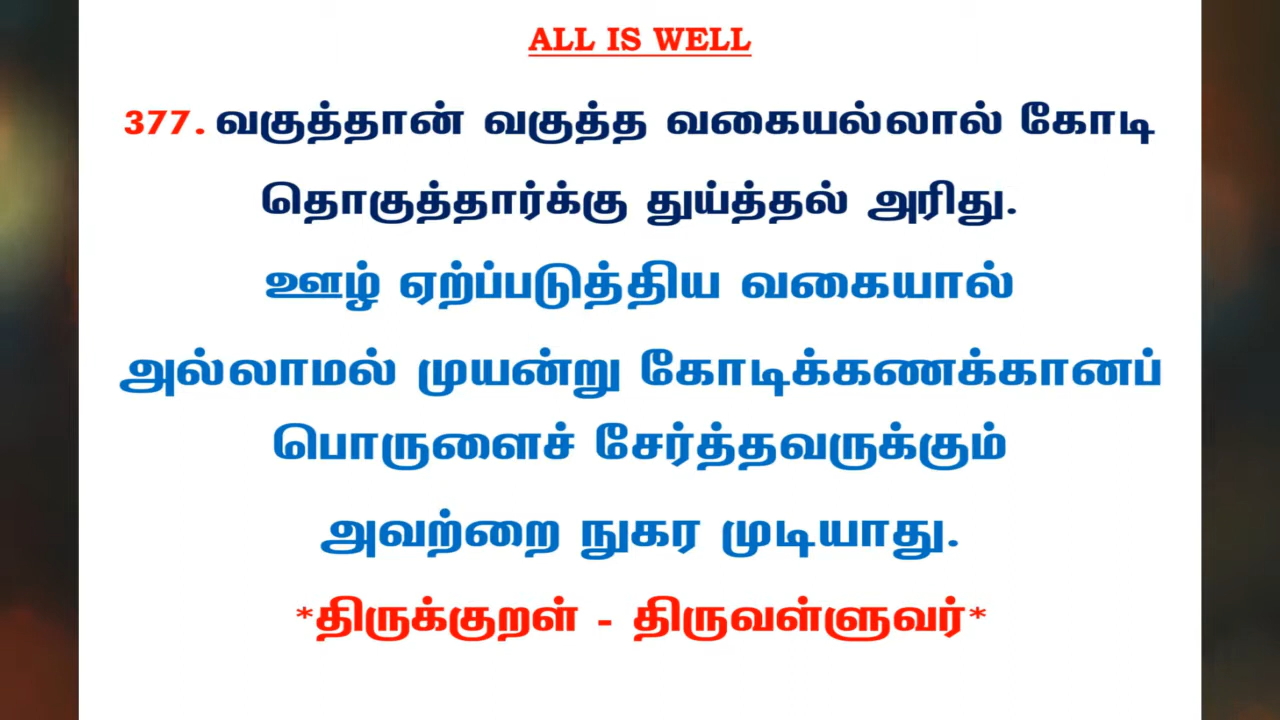 ALL IS WELL
377. வகுத்தான் வகுத்த வகையல்லால் கோடி
தொகுத்தார்க்கு துய்த்தல் அரிது.
ஊழ் ஏற்ப்படுத்திய வகையால்
அல்லாமல் முயன்று கோடிக்கணக்கானப்
பொருளைச் சேர்த்தவருக்கும்
அவற்றை நுகர முடியாது.
*திருக்குறள் - திருவள்ளுவர்*